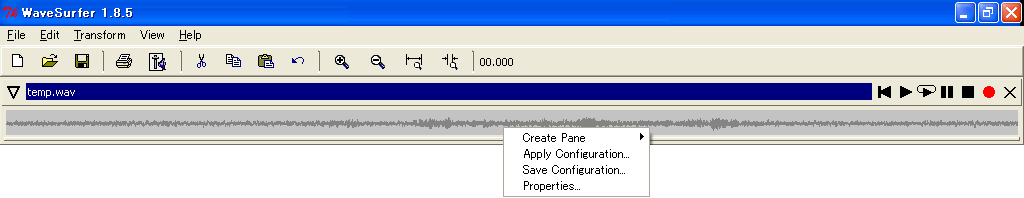 WaveSurfer 1.8.5
File Edit Transform View Help
00.000
temp.wav
Create Pane
Apply Configuration...
Save Configuration...
Properties...